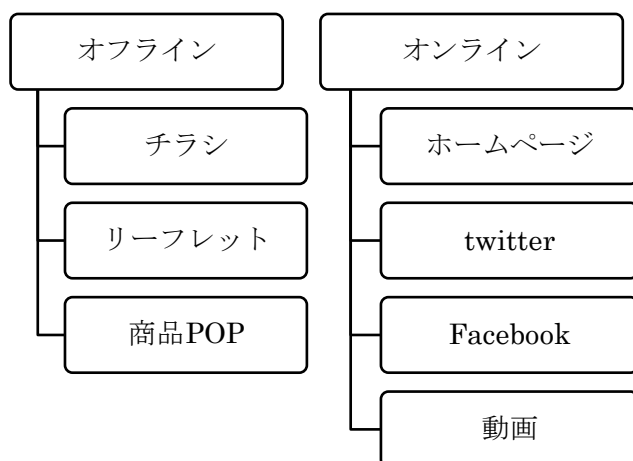 オフライン
チラシ
リーフレット
商品POP
オンライン
ホームページ
twitter
Facebook
動画